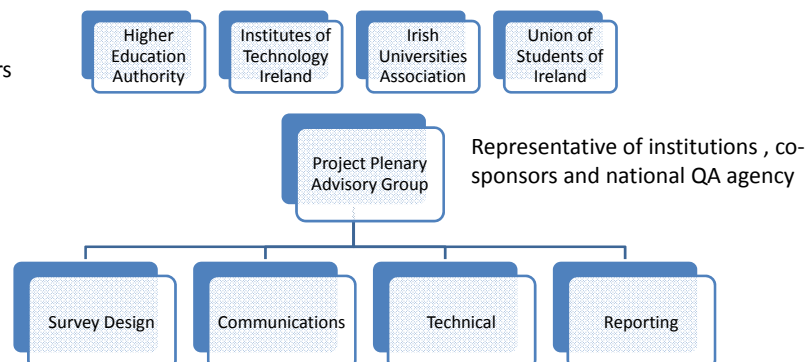 rs
Higher
Education
Authority
Institutes of
Technology
Ireland
Irish
Universities
Association
Union of
Students of
Ireland
Project Plenary
Advisory Group
Representative of institutions , co-
sponsors and national QA agency
Survey Design
Communications
Technical
Reporting